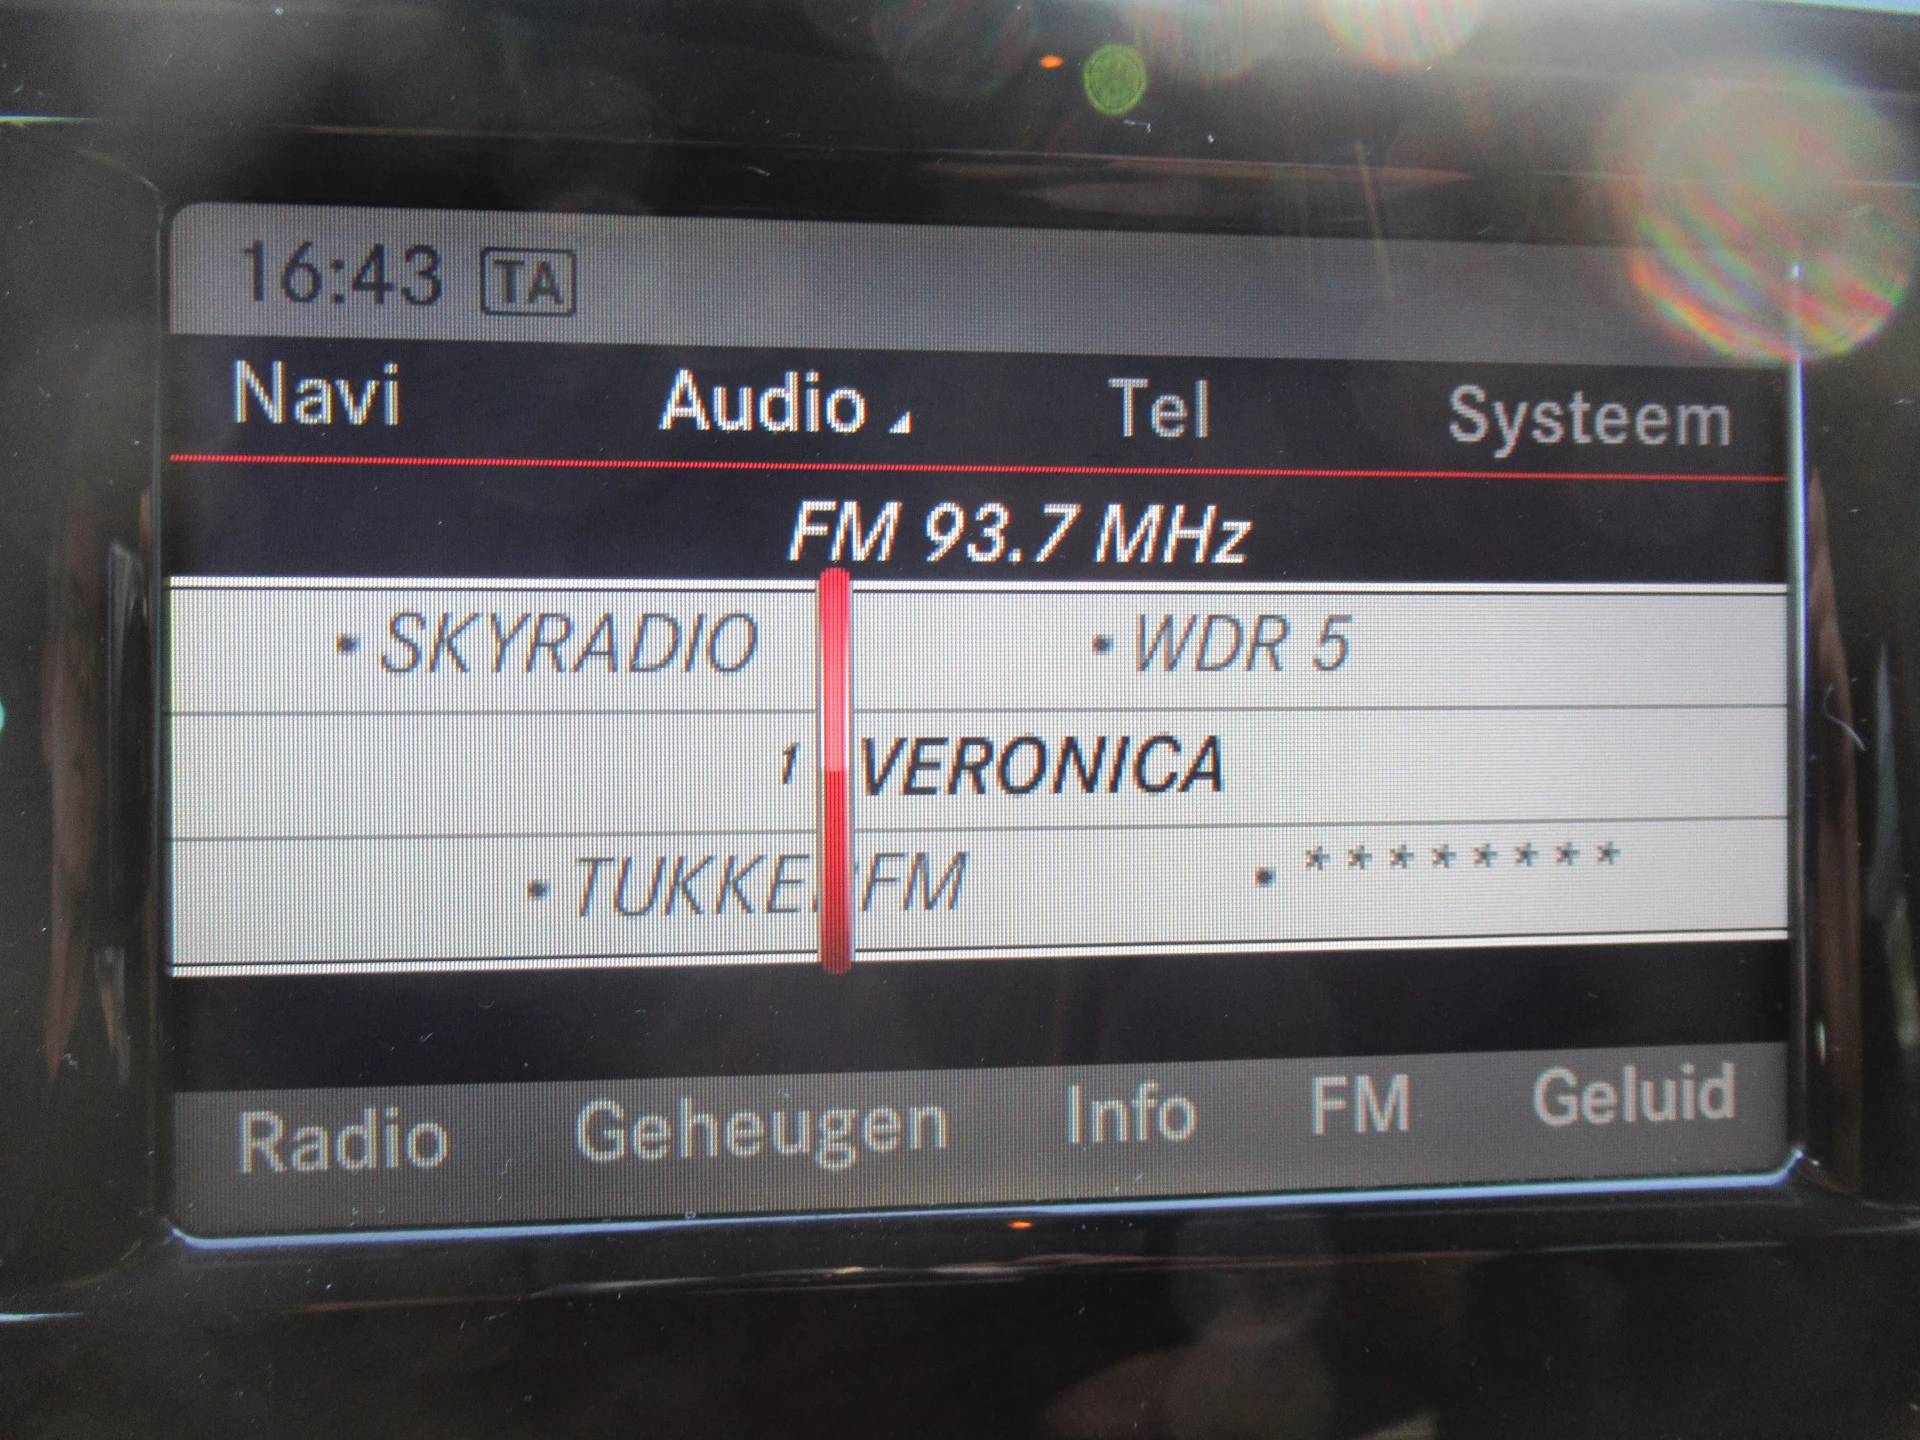 16:43 TA
Navi Audio Tel Systeem
FM 93.7 MHz
• SKYRADIO • WDR 5
1 VERONICA
• TUKKERFM • ********
Radio Geheugen Info FM Geluid